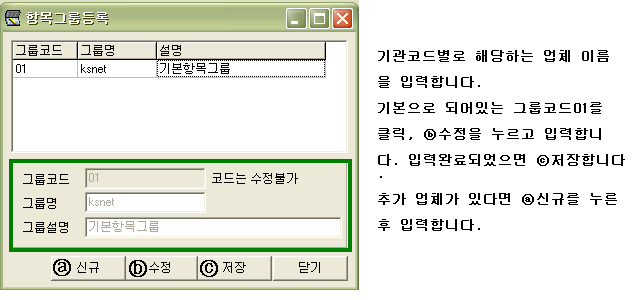 항목그룹등록
그룹코드 그룹명 설명
01 ksnet 기본항목그룹
그룹코드 01 코드는 수정불가
그룹명 ksnet
그룹설명 기본항목그룹
ⓐ 신규 ⓑ수정 ⓒ 저장 닫기
기관코드별로 해당하는 업체 이름
을 입력합니다.
기본으로 되어있는 그룹코드01를
클릭, ⓑ수정을 누르고 입력합니
다. 입력완료되었으면 ⓒ저장합니다
.
추가 업체가 있다면 ⓐ신규를 누른
후 입력합니다.